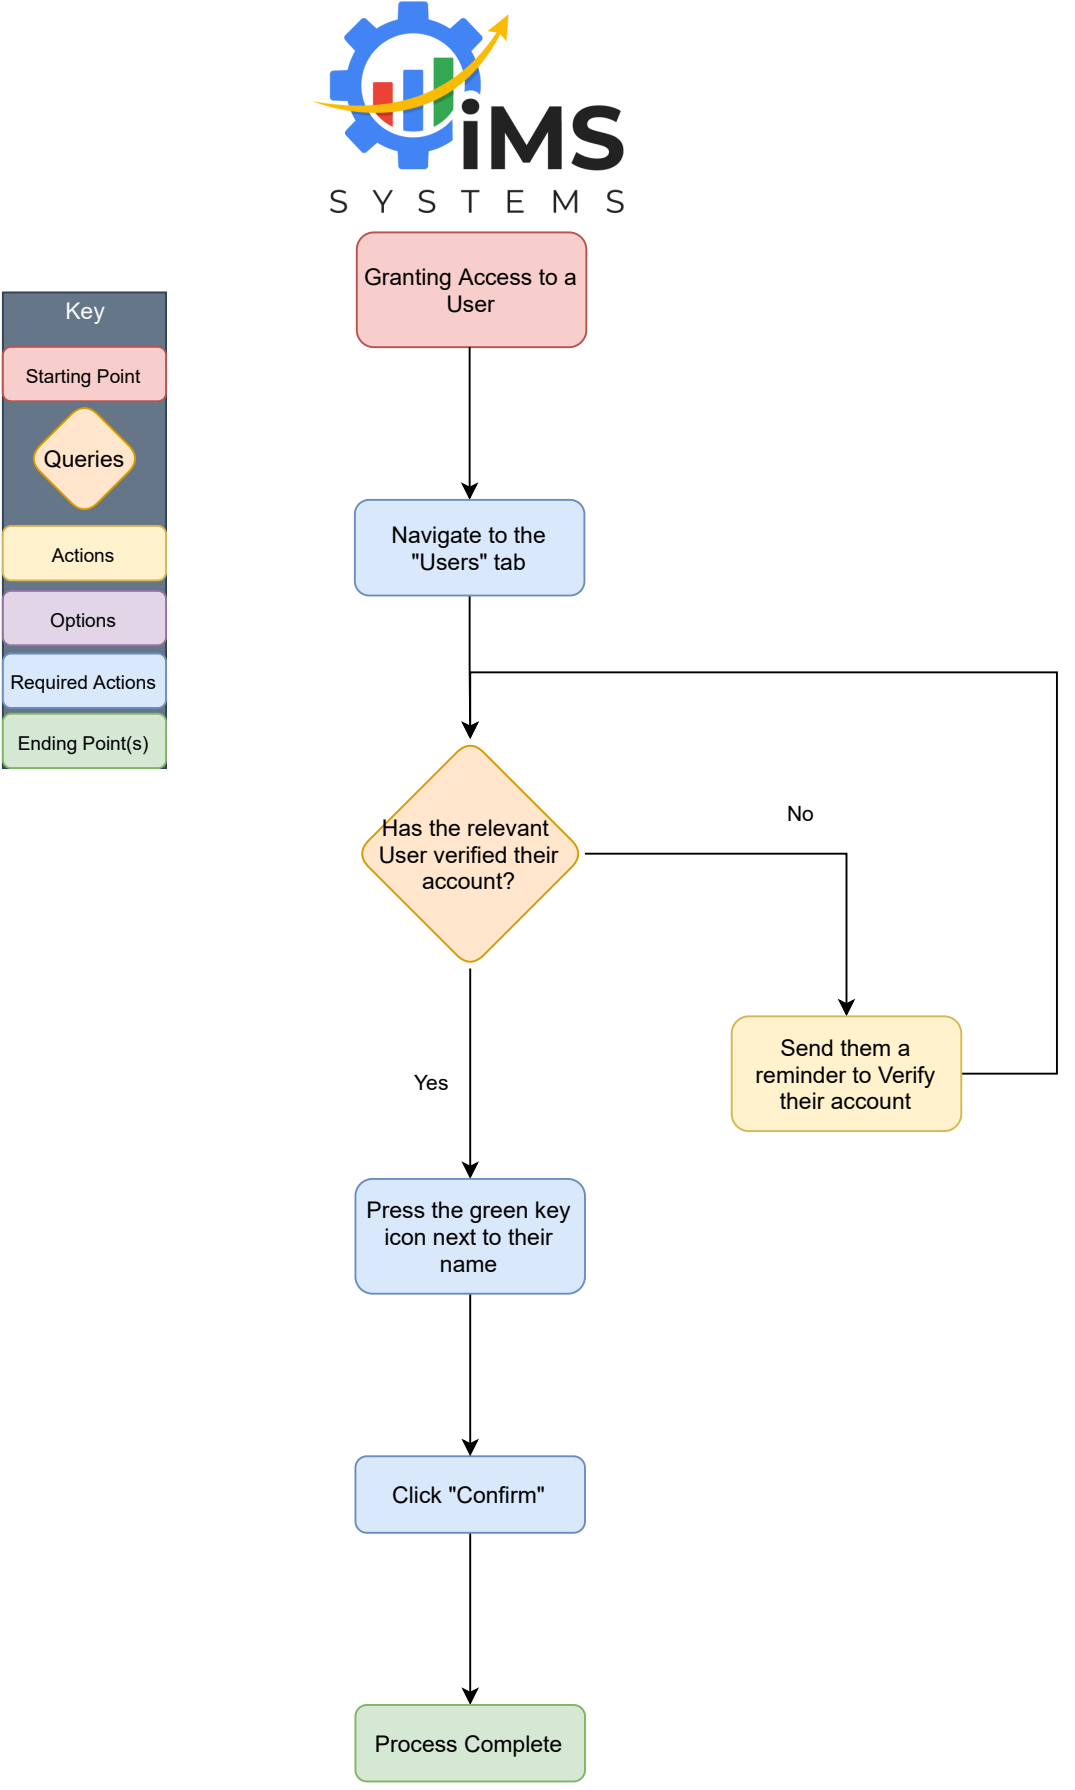 iMS
SYSTEMS
Granting Access to a
User
Key
Starting Point
Queries
Actions
Options
Required Actions
Ending Point(s)
Navigate to the
"Users" tab
Has the relevant
User verified their
account?
No
Send them a
reminder to Verify
their account
Yes
Press the green key
icon next to their
name
Click "Confirm"
Process Complete